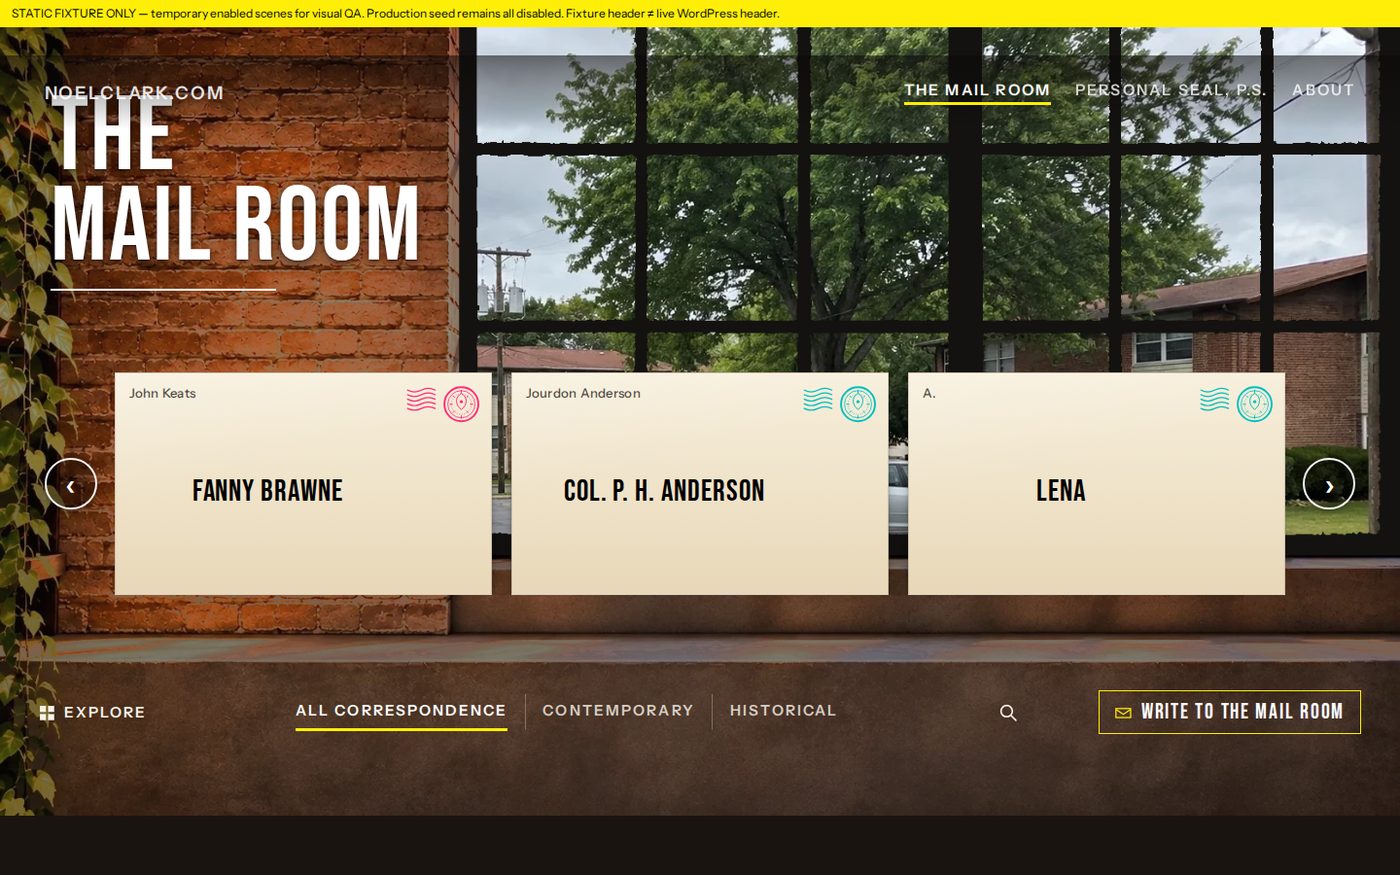 STATIC FIXTURE ONLY — temporary enabled scenes for visual QA. Production seed remains all disabled. Fixture header ≠ live WordPress header.
NOELCLARK.COM
THE MAIL ROOM
PERSONAL SEAL, P.S.
ABOUT
THE
MAIL ROOM
John Keats
FANNY BRAWNE
Jourdon Anderson
COL. P. H. ANDERSON
A.
LENA
EXPLORE
ALL CORRESPONDENCE
CONTEMPORARY
HISTORICAL
WRITE TO THE MAIL ROOM